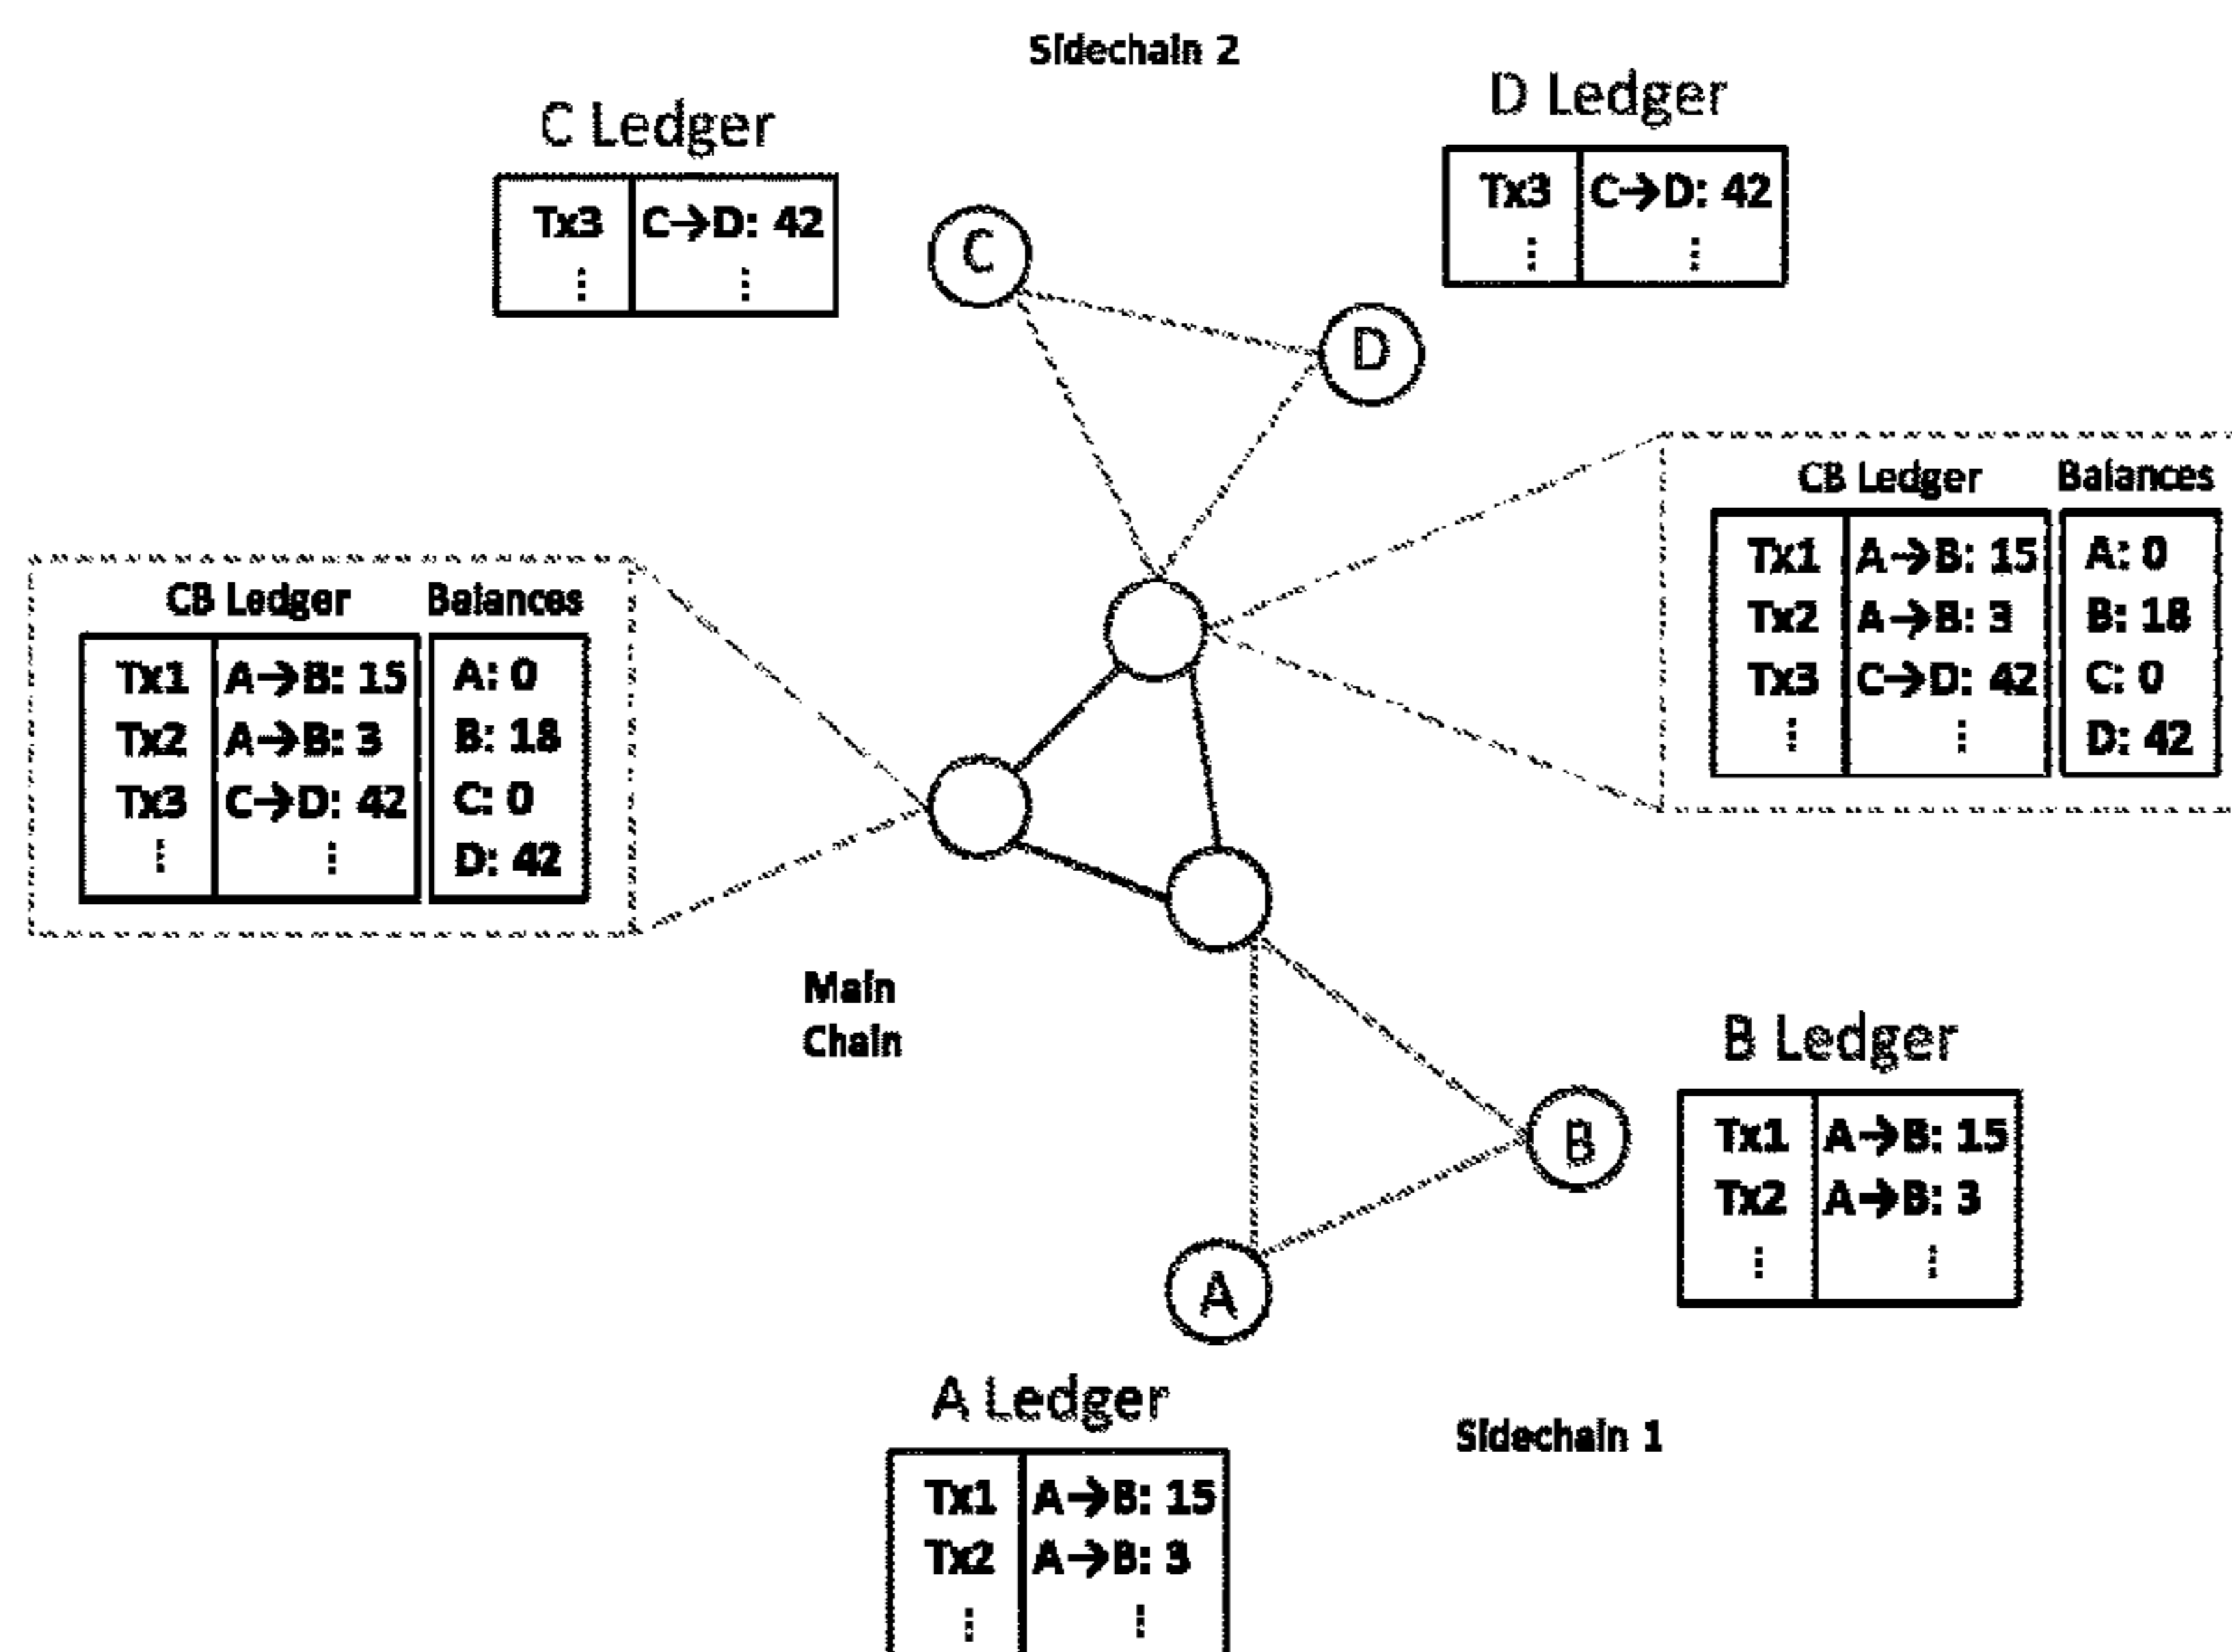 Sidechain 2
C Ledger
Tx3 C→D: 42
⋮ ⋮
D Ledger
Tx3 C→D: 42
⋮ ⋮
C
D
CB Ledger Balances
Tx1 A→B: 15 A: 0
Tx2 A→B: 3 B: 18
Tx3 C→D: 42 C: 0
⋮ ⋮ D: 42
CB Ledger Balances
Tx1 A→B: 15 A: 0
Tx2 A→B: 3 B: 18
Tx3 C→D: 42 C: 0
⋮ ⋮ D: 42
Main
Chain
B Ledger
Tx1 A→B: 15
Tx2 A→B: 3
⋮ ⋮
B
A
A Ledger
Tx1 A→B: 15
Tx2 A→B: 3
⋮ ⋮
Sidechain 1